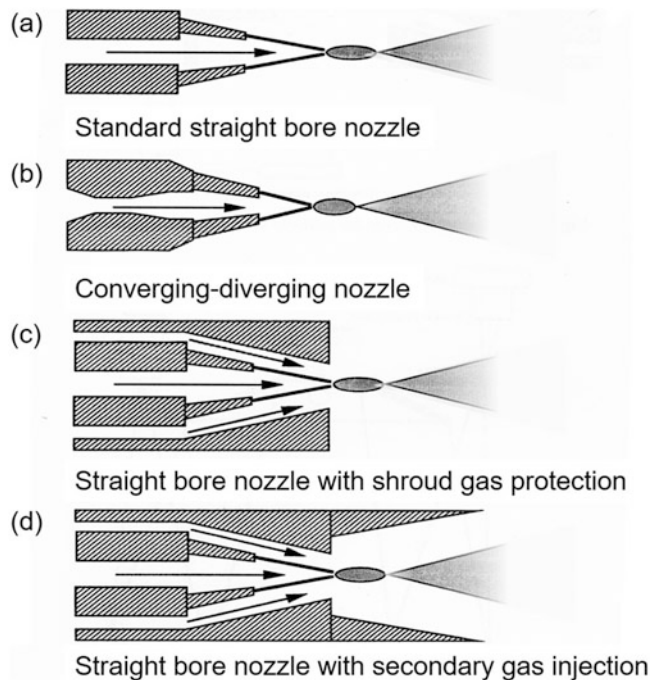 (a)
Standard straight bore nozzle
(b)
Converging-diverging nozzle
(c)
Straight bore nozzle with shroud gas protection
(d)
Straight bore nozzle with secondary gas injection